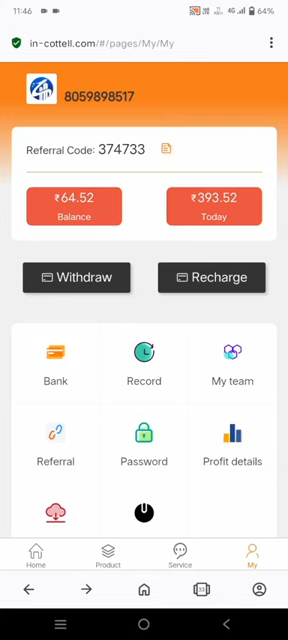 11:46
4G
64%
in-cottell.com/#/pages/My/My
8059898517
Referral Code: 374733
₹64.52
₹393.52
Balance
Today
Withdraw
Recharge
Bank
Record
My team
Referral
Password
Profit details
Home
Product
Service
My